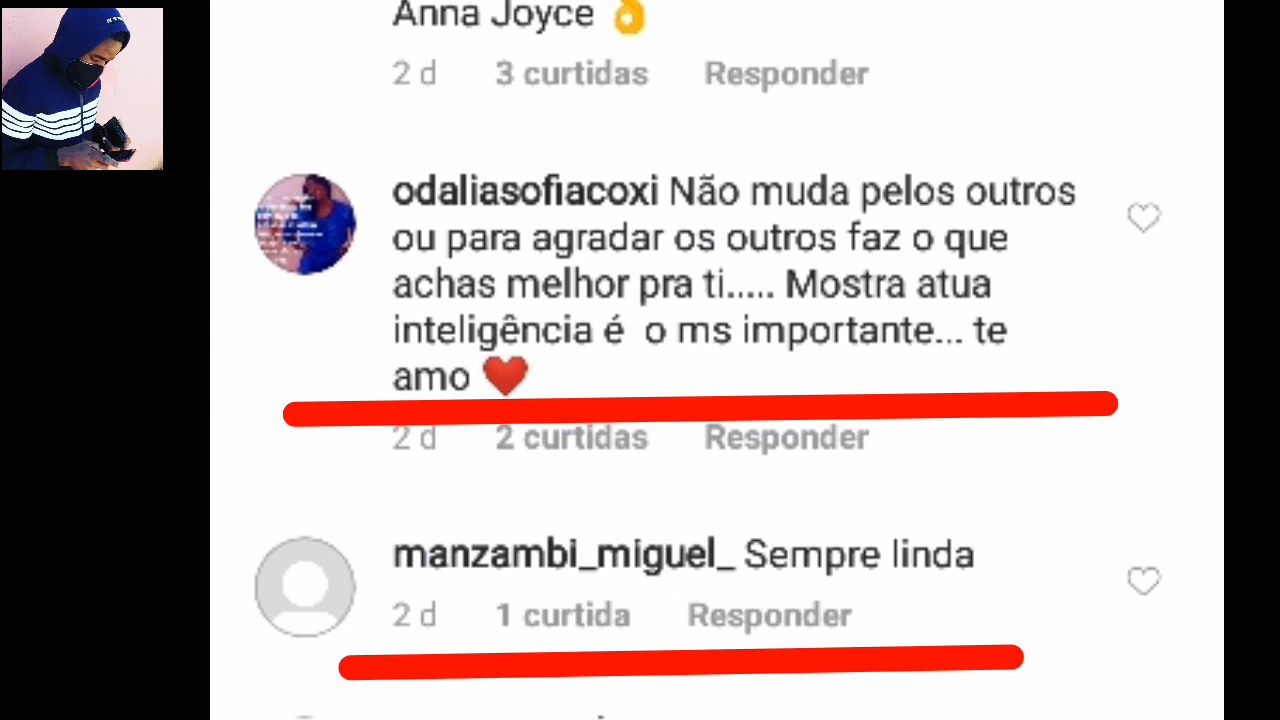 Anna Joyce 👌
2 d 3 curtidas Responder
odaliasofiacoxi Não muda pelos outros
ou para agradar os outros faz o que
achas melhor pra ti..... Mostra atua
inteligência é o ms importante... te
amo ❤️
2 d 2 curtidas Responder
manzambi_miguel_ Sempre linda
2 d 1 curtida Responder